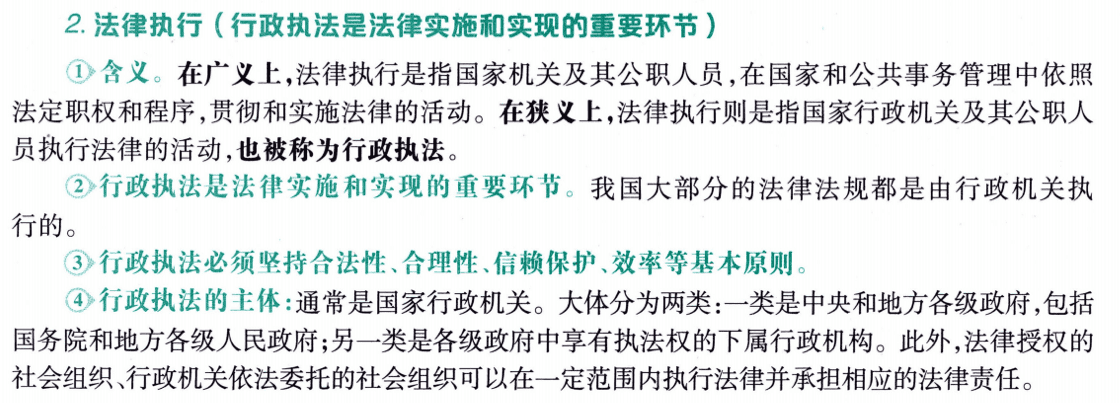 2. 法律执行（行政执法是法律实施和实现的重要环节）
①含义。在广义上,法律执行是指国家机关及其公职人员,在国家和公共事务管理中依照
法定职权和程序,贯彻和实施法律的活动。在狭义上,法律执行则是指国家行政机关及其公职人
员执行法律的活动,也被称为行政执法。
②行政执法是法律实施和实现的重要环节。我国大部分的法律法规都是由行政机关执
行的。
③行政执法必须坚持合法性、合理性、信赖保护、效率等基本原则。
④行政执法的主体:通常是国家行政机关。大体分为两类:一类是中央和地方各级政府,包括
国务院和地方各级人民政府;另一类是各级政府中享有执法权的下属行政机构。此外,法律授权的
社会组织、行政机关依法委托的社会组织可以在一定范围内执行法律并承担相应的法律责任。